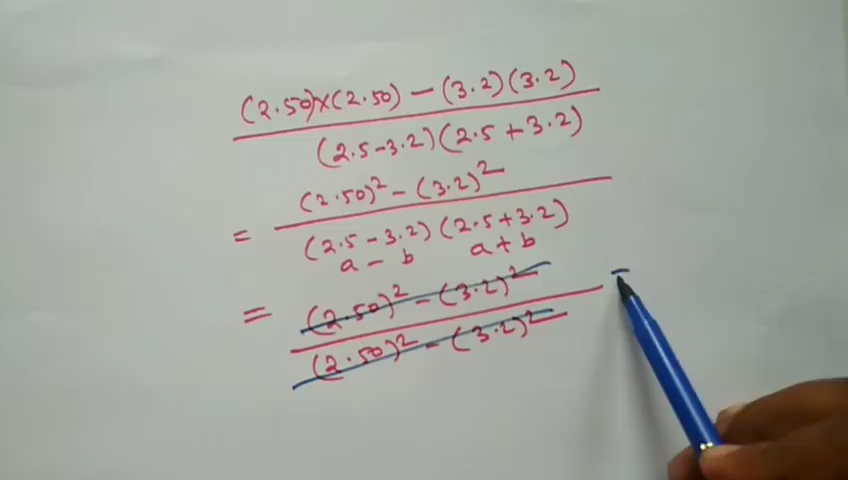 (2.50)×(2.50) − (3.2)(3.2)
(2.5−3.2)(2.5+3.2)
(2.50)² − (3.2)²
=
(2.5−3.2)(2.5+3.2)
a − b a + b
= (2.50)² − (3.2)²
(2.50)² − (3.2)²